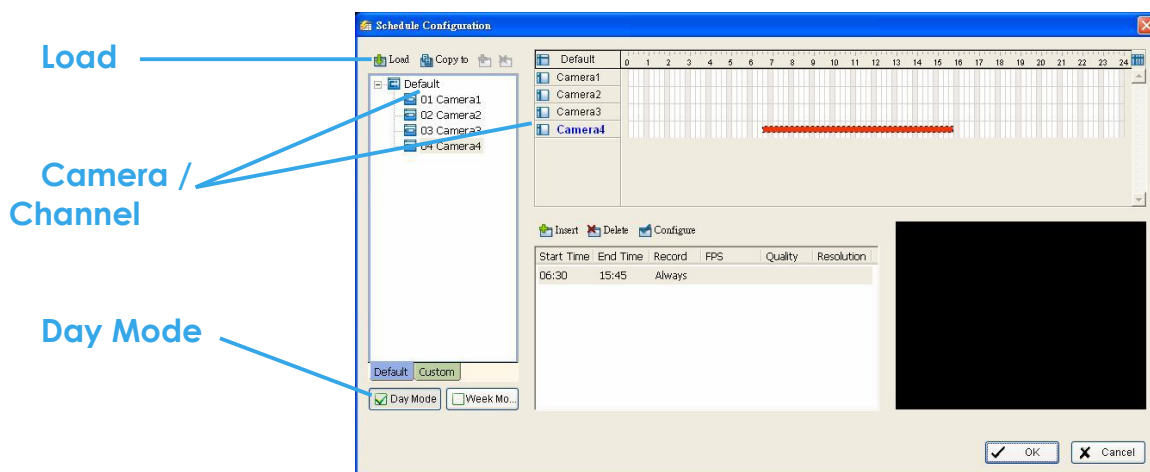 Schedule Configuration
Load
Load Copy to
Default 0 1 2 3 4 5 6 7 8 9 10 11 12 13 14 15 16 17 18 19 20 21 22 23 24
Camera1
Camera2
Camera3
Camera4
Default
01 Camera1
02 Camera2
03 Camera3
04 Camera4
Camera /
Channel
Insert Delete Configure
Start Time End Time Record FPS Quality Resolution
06:30 15:45 Always
Day Mode
Default Custom
Day Mode Week Mo...
OK Cancel